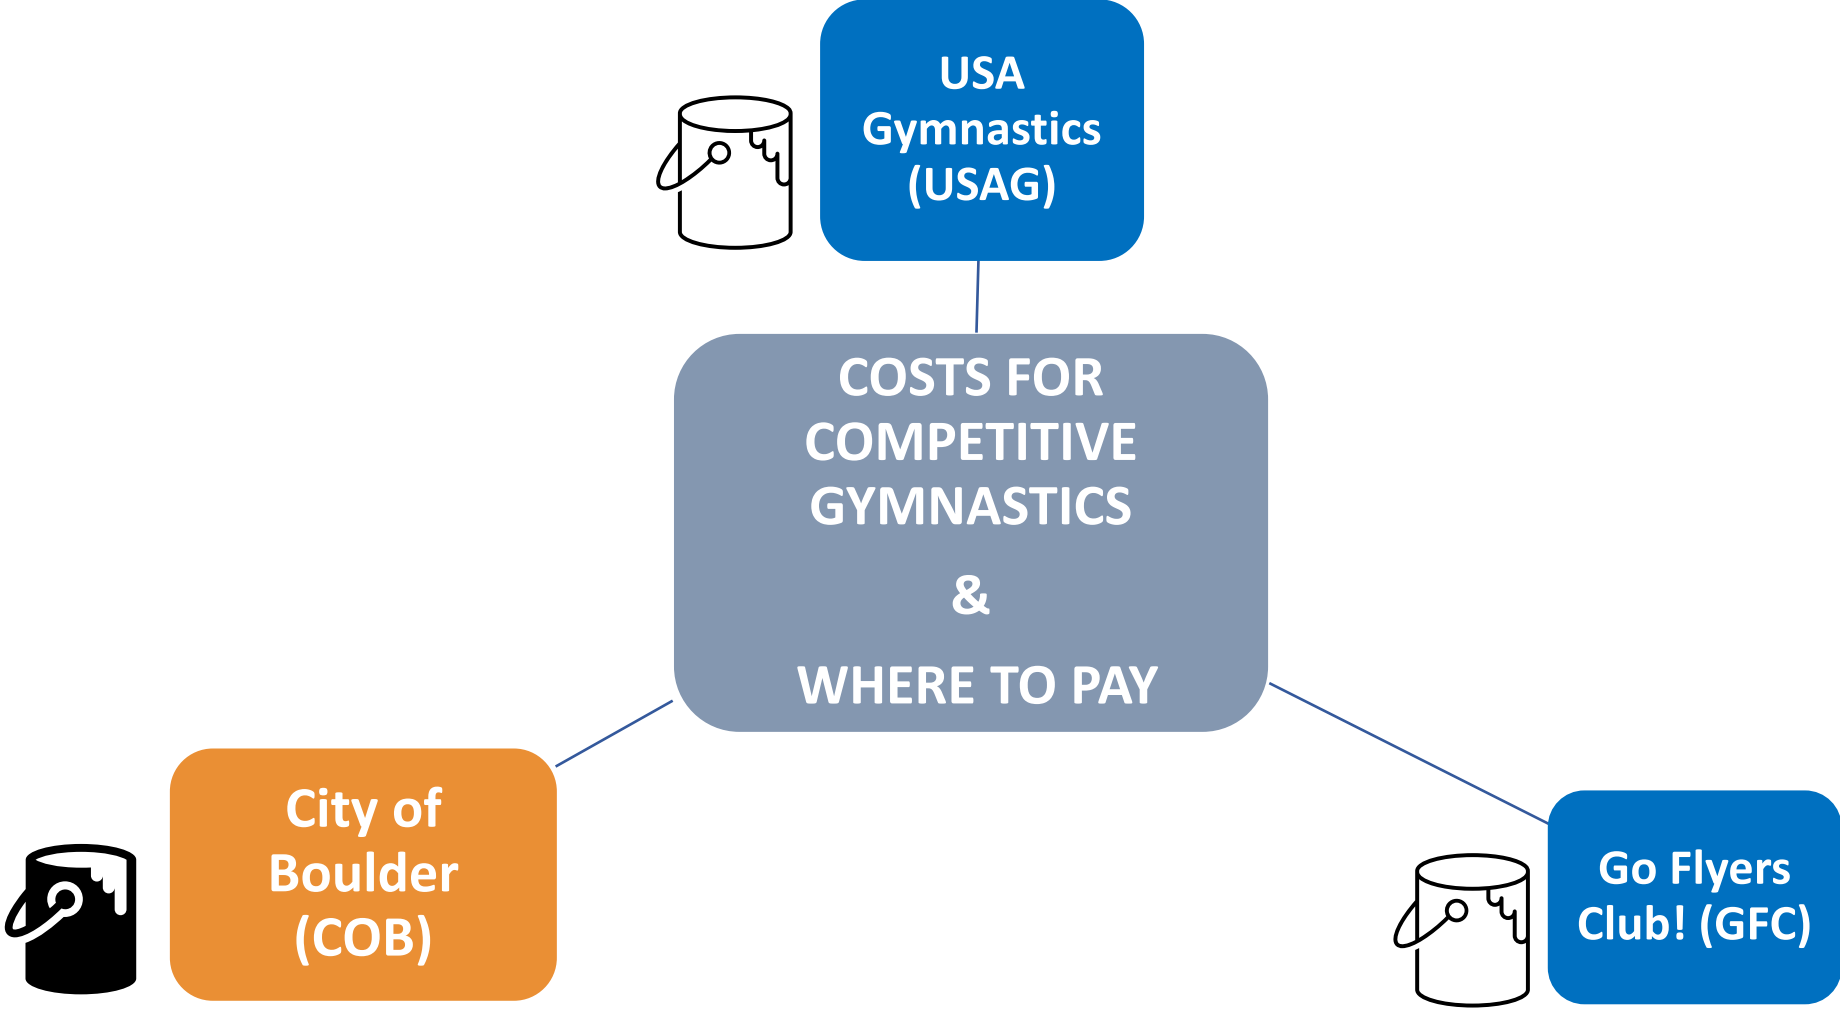 USA
Gymnastics
(USAG)
COSTS FOR
COMPETITIVE
GYMNASTICS
&
WHERE TO PAY
City of
Boulder
(COB)
Go Flyers
Club! (GFC)